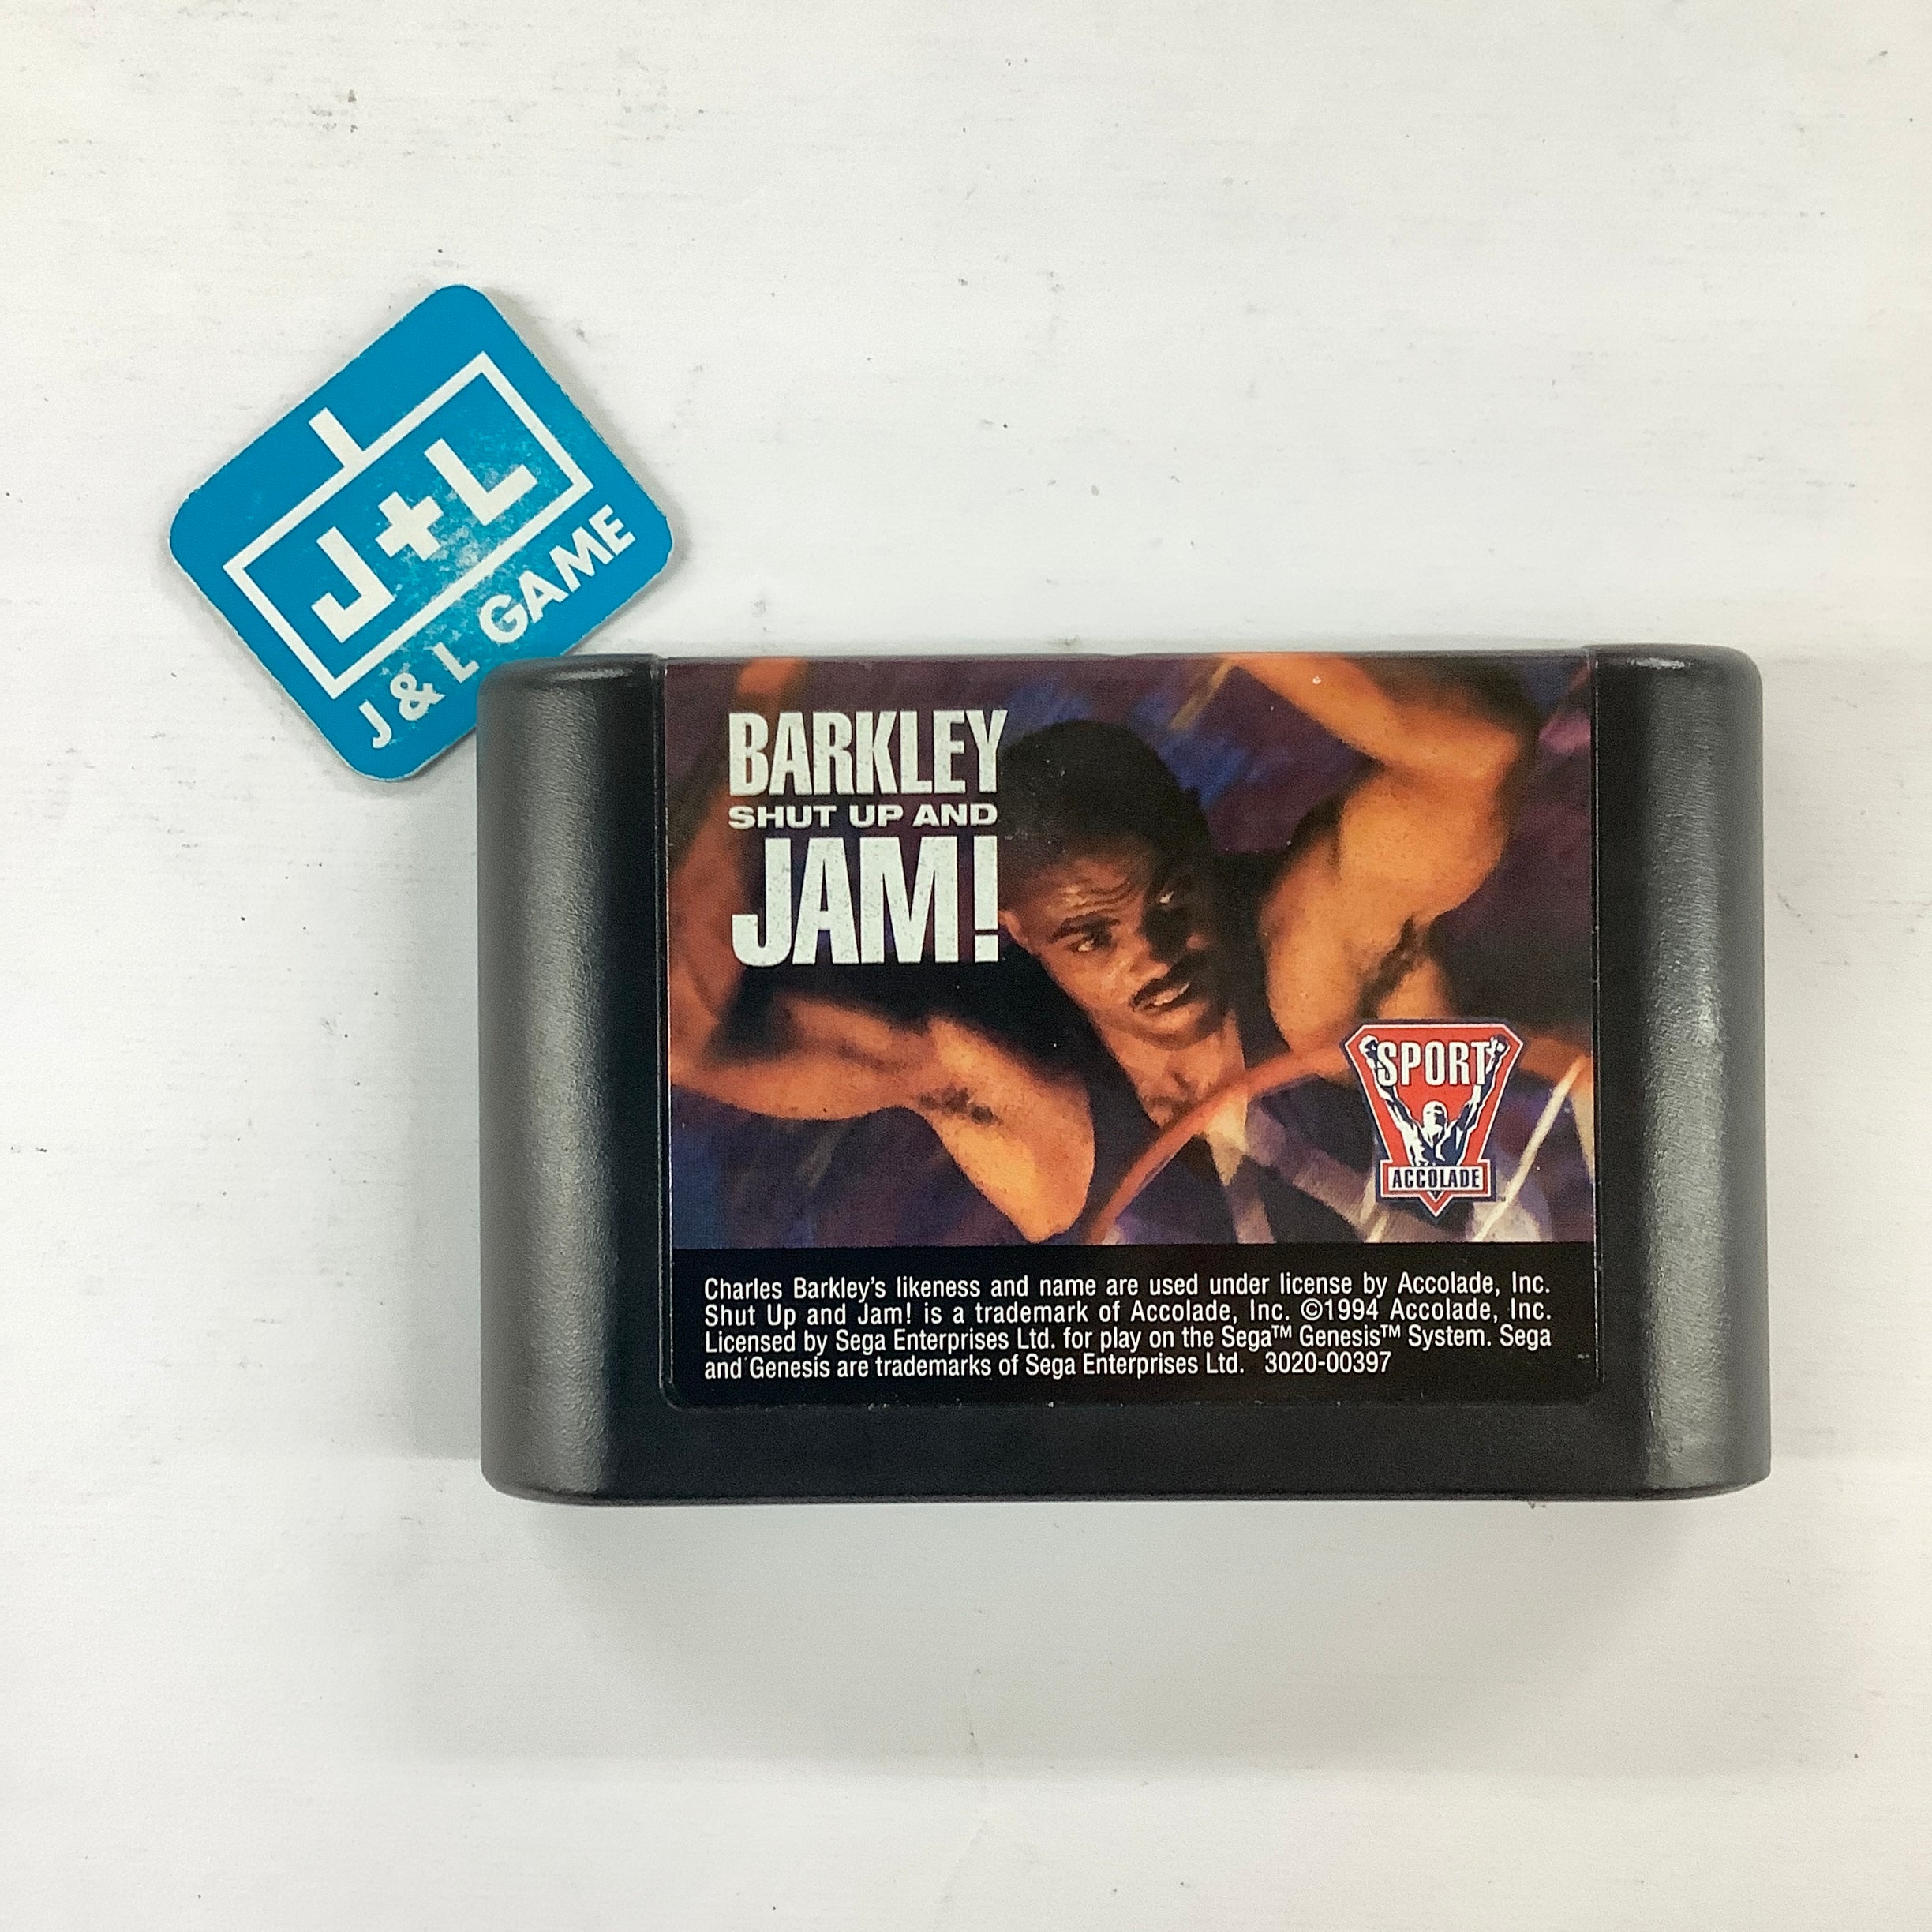 J+L
J & L GAME
BARKLEY
SHUT UP AND
JAM!
SPORT
ACCOLADE
Charles Barkley's likeness and name are used under license by Accolade, Inc.
Shut Up and Jam! is a trademark of Accolade, Inc. ©1994 Accolade, Inc.
Licensed by Sega Enterprises Ltd. for play on the Sega™ Genesis™ System. Sega
and Genesis are trademarks of Sega Enterprises Ltd. 3020-00397